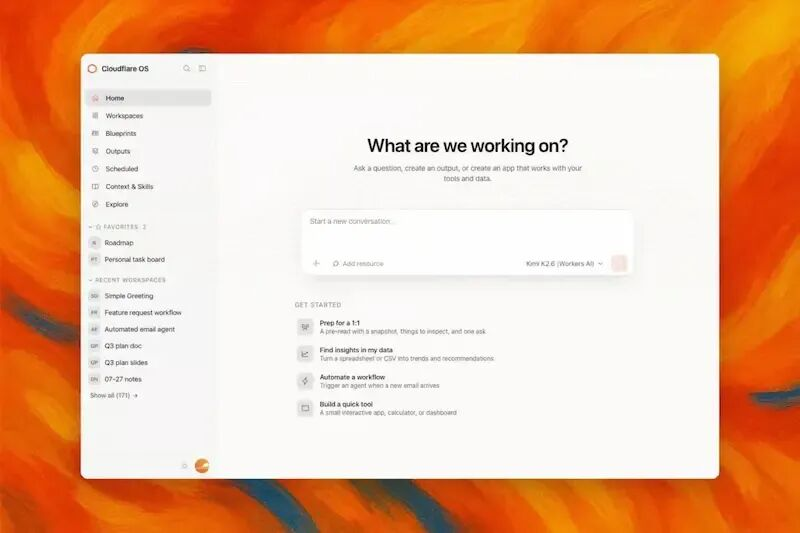 Cloudflare OS
Home
Workspaces
Blueprints
Outputs
Scheduled
Context & Skills
Explore
FAVORITES 2
R Roadmap
PT Personal task board
RECENT WORKSPACES
Simple Greeting
FR Feature request workflow
AE Automated email agent
QP Q3 plan doc
QP Q3 plan slides
DN 07-27 notes
Show all (171) →
What are we working on?
Ask a question, create an output, or create an app that works with your
tools and data.
Start a new conversation...
Add resource
Kimi K2.6 (Workers AI)
GET STARTED
Prep for a 1:1
A pre-read with a snapshot, things to inspect, and one ask
Find insights in my data
Turn a spreadsheet or CSV into trends and recommendations
Automate a workflow
Trigger an agent when a new email arrives
Build a quick tool
A small interactive app, calculator, or dashboard